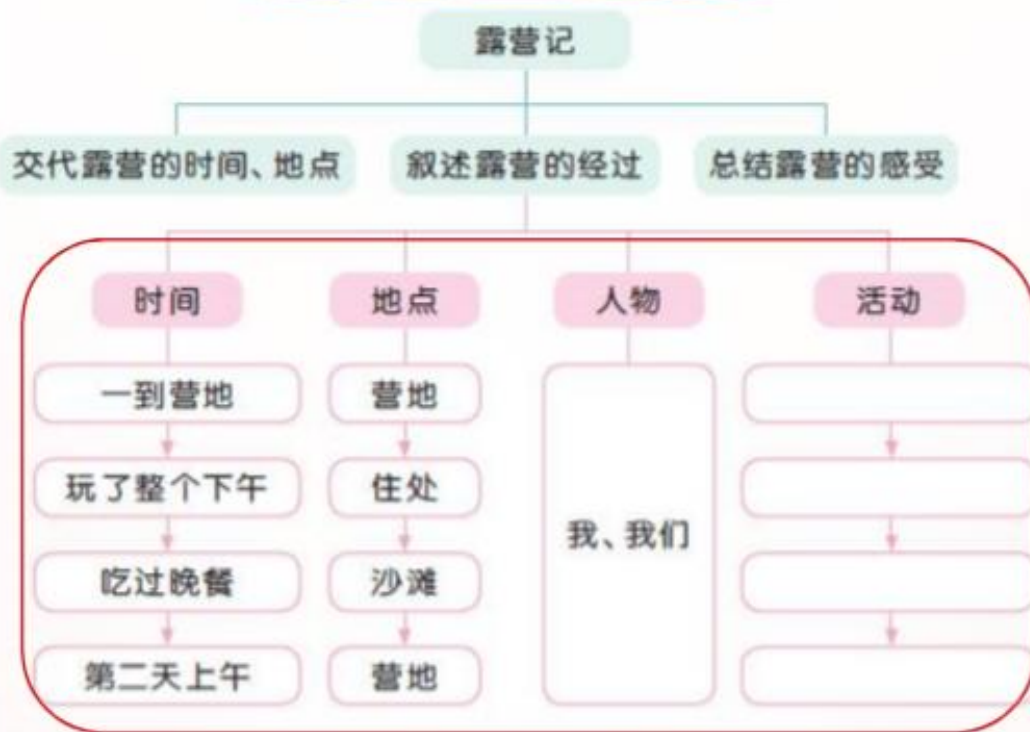 露营记
交代露营的时间、地点 叙述露营的经过 总结露营的感受
时间 地点 人物 活动
一到营地 营地
玩了整个下午 住处
我、我们
吃过晚餐 沙滩
第二天上午 营地